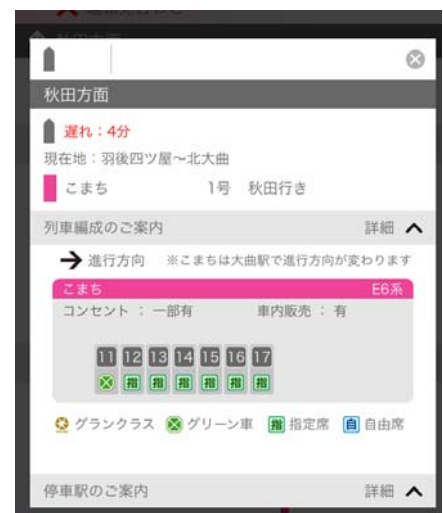 秋田方面
遅れ：4分
現在地：羽後四ツ屋～北大曲
こまち 1号 秋田行き
列車編成のご案内 詳細
進行方向 ※こまちは大曲駅で進行方向が変わります
こまち E6系
コンセント：一部有 車内販売：有
11 12 13 14 15 16 17
指 指 指 指 指 指
グランクラス グリーン車 指 指定席 自 自由席
停車駅のご案内 詳細